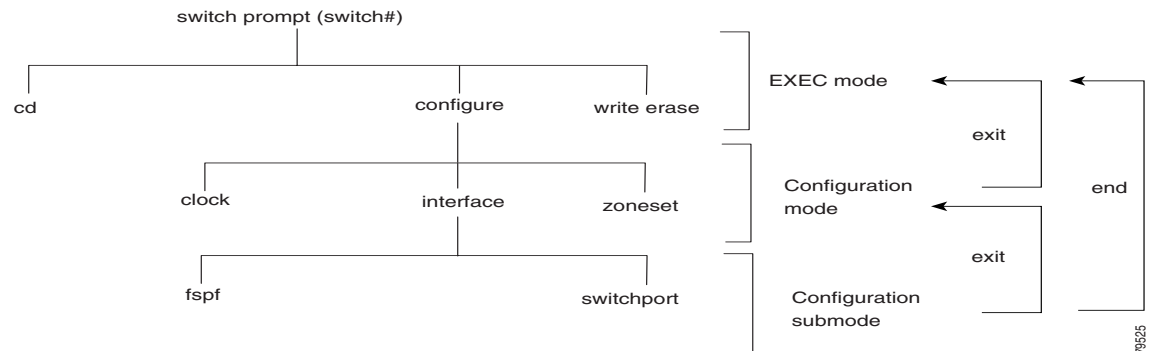 switch prompt (switch#)
EXEC mode
cd
configure
write erase
exit
clock
interface
zoneset
Configuration
mode
end
exit
fspf
switchport
Configuration
submode
79525